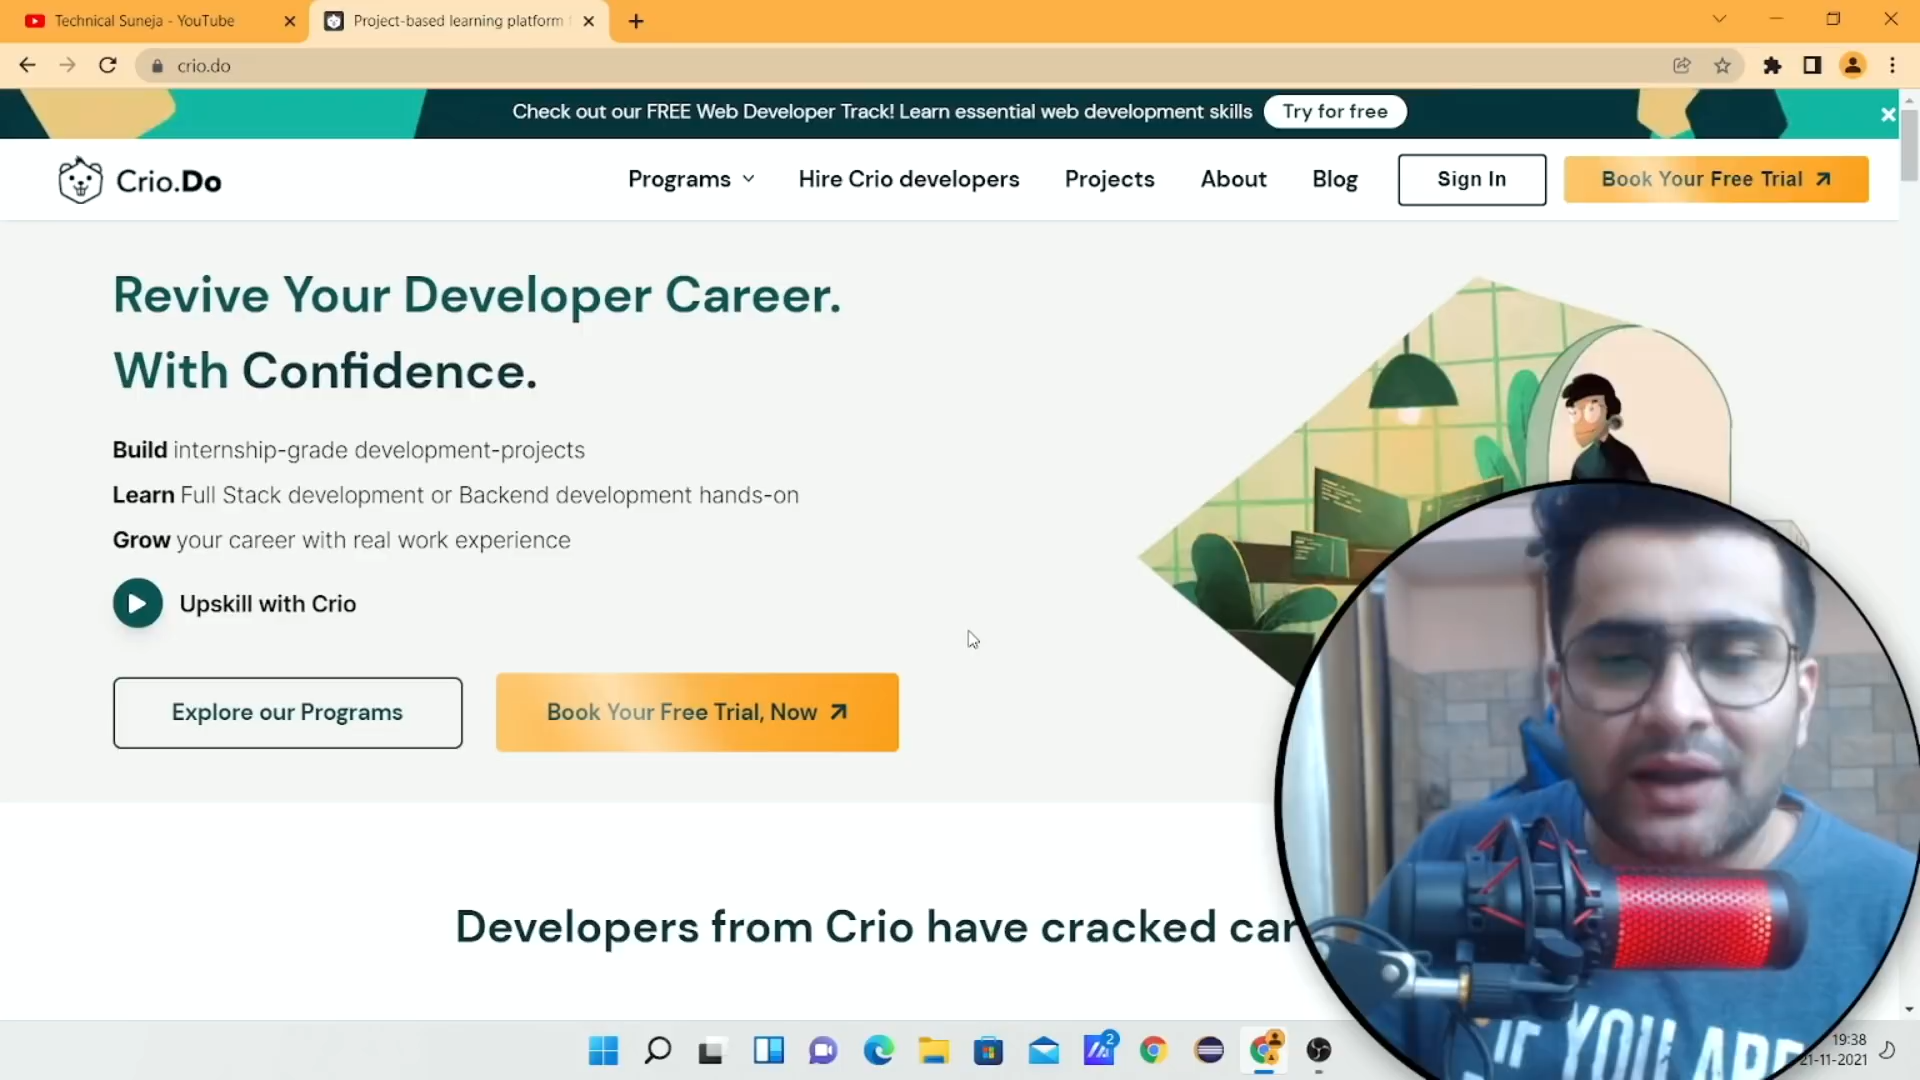 Technical Suneja - YouTube
Project-based learning platform
crio.do
Check out our FREE Web Developer Track! Learn essential web development skills
Try for free
Crio.Do
Programs
Hire Crio developers
Projects
About
Blog
Sign In
Book Your Free Trial
Revive Your Developer Career.
With Confidence.
Build internship-grade development-projects
Learn Full Stack development or Backend development hands-on
Grow your career with real work experience
Upskill with Crio
Explore our Programs
Book Your Free Trial, Now
Developers from Crio have cracked car
IF YOU ARE
2
19:38
21-11-2021